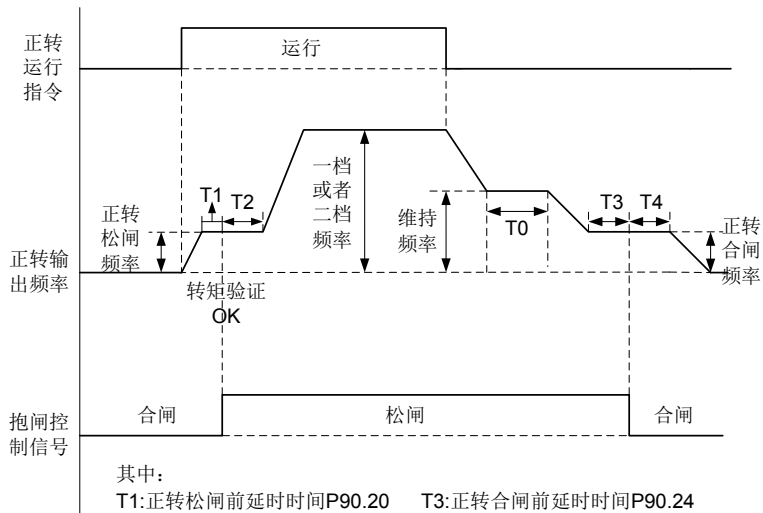 正转
运行
指令
运行
一档
或者
二档
频率
T1
T2
正转
松闸
频率
维持
频率
T0
T3
T4
正转
合闸
频率
正转输
出频率
转矩验证
OK
抱闸控
制信号
合闸
松闸
合闸
其中:
T1:正转松闸前延时时间P90.20 T3:正转合闸前延时时间P90.24